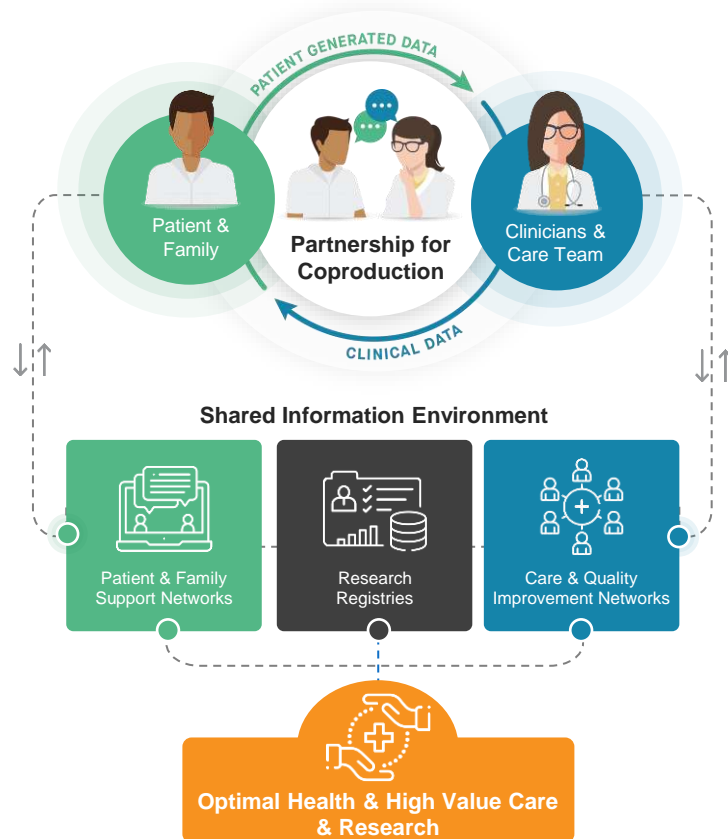 PATIENT GENERATED DATA
Patient &
Family
Partnership for
Coproduction
Clinicians &
Care Team
CLINICAL DATA
Shared Information Environment
Patient & Family
Support Networks
Research
Registries
Care & Quality
Improvement Networks
Optimal Health & High Value Care
& Research